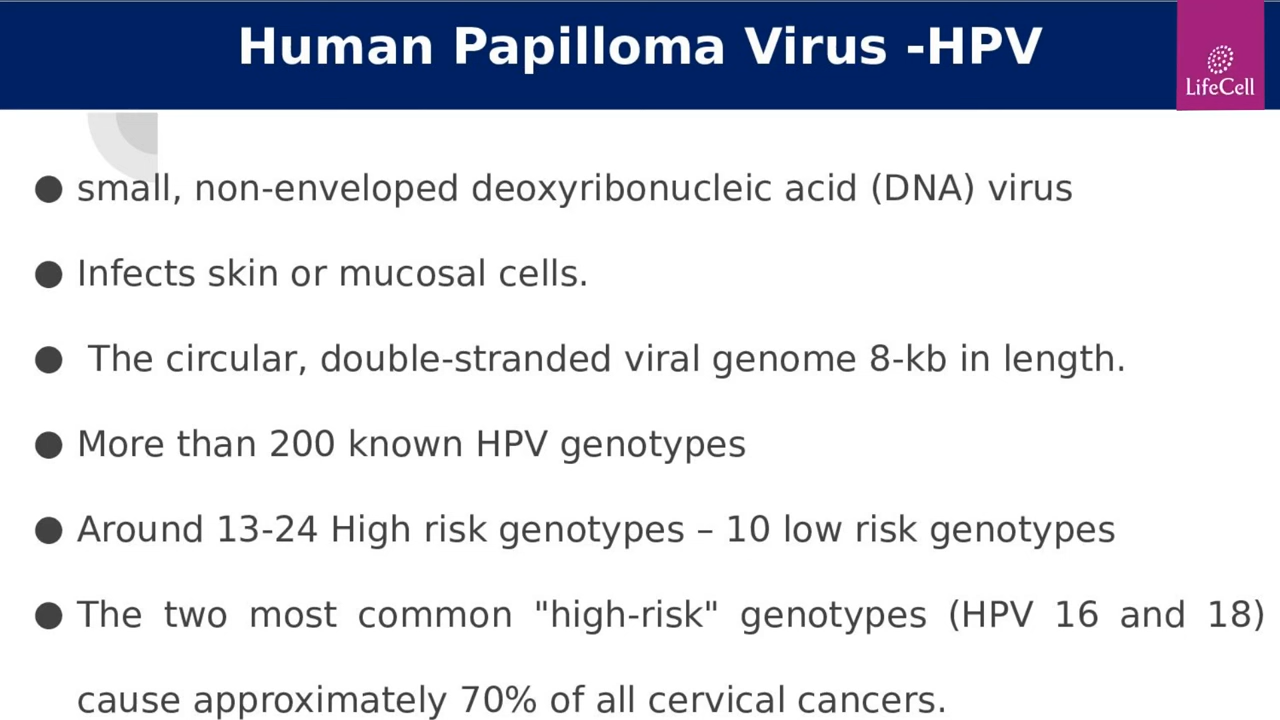 Human Papilloma Virus -HPV
LifeCell
● small, non-enveloped deoxyribonucleic acid (DNA) virus
● Infects skin or mucosal cells.
● The circular, double-stranded viral genome 8-kb in length.
● More than 200 known HPV genotypes
● Around 13-24 High risk genotypes – 10 low risk genotypes
● The two most common "high-risk" genotypes (HPV 16 and 18)
cause approximately 70% of all cervical cancers.